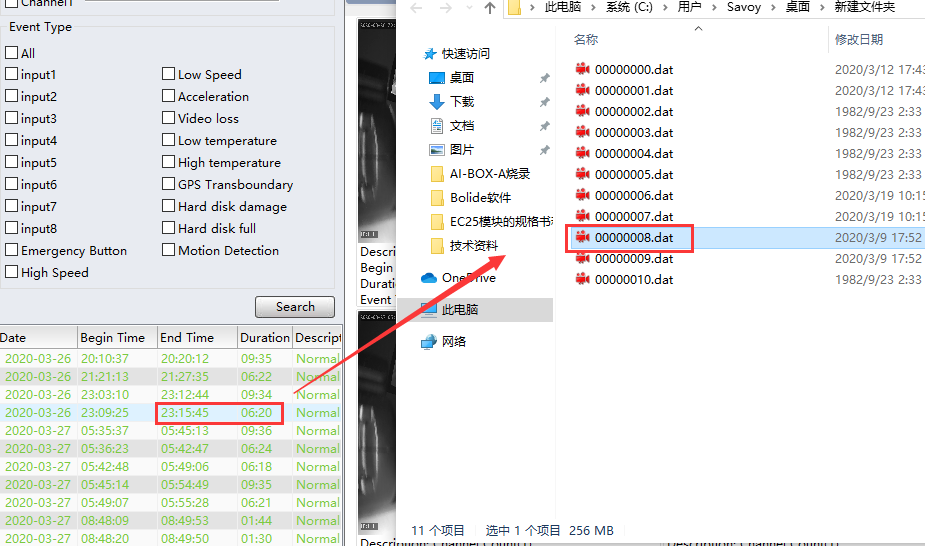 Channel1
Event Type
All
input1
Low Speed
input2
Acceleration
input3
Video loss
input4
Low temperature
input5
High temperature
input6
GPS Transboundary
input7
Hard disk damage
input8
Hard disk full
Emergency Button
Motion Detection
High Speed
Search
Date Begin Time End Time Duration Descript
2020-03-26 20:10:37 20:20:12 09:35 Normal
2020-03-26 21:21:13 21:27:35 06:22 Normal
2020-03-26 23:03:10 23:12:44 09:34 Normal
2020-03-26 23:09:25 23:15:45 06:20 Normal
2020-03-27 05:35:37 05:45:13 09:36 Normal
2020-03-27 05:36:23 05:42:47 06:24 Normal
2020-03-27 05:42:48 05:49:06 06:18 Normal
2020-03-27 05:45:14 05:54:49 09:35 Normal
2020-03-27 05:49:07 05:55:28 06:21 Normal
2020-03-27 08:48:09 08:49:53 01:44 Normal
2020-03-27 08:48:20 08:49:50 01:30 Normal
Descri
Begin
Duratio
Event T
此电脑 > 系统 (C:) > 用户 > Savoy > 桌面 > 新建文件夹
快速访问
桌面
下载
文档
图片
AI-BOX-A烧录
Bolide软件
EC25模块的规格书
技术资料
OneDrive
此电脑
网络
名称 修改日期
00000000.dat 2020/3/12 17:43
00000001.dat 2020/3/12 17:43
00000002.dat 1982/9/23 2:33
00000003.dat 1982/9/23 2:33
00000004.dat 1982/9/23 2:33
00000005.dat 1982/9/23 2:33
00000006.dat 2020/3/19 10:15
00000007.dat 2020/3/19 10:15
00000008.dat 2020/3/9 17:52
00000009.dat 2020/3/9 17:52
00000010.dat 1982/9/23 2:33
11 个项目 选中 1 个项目 256 MB